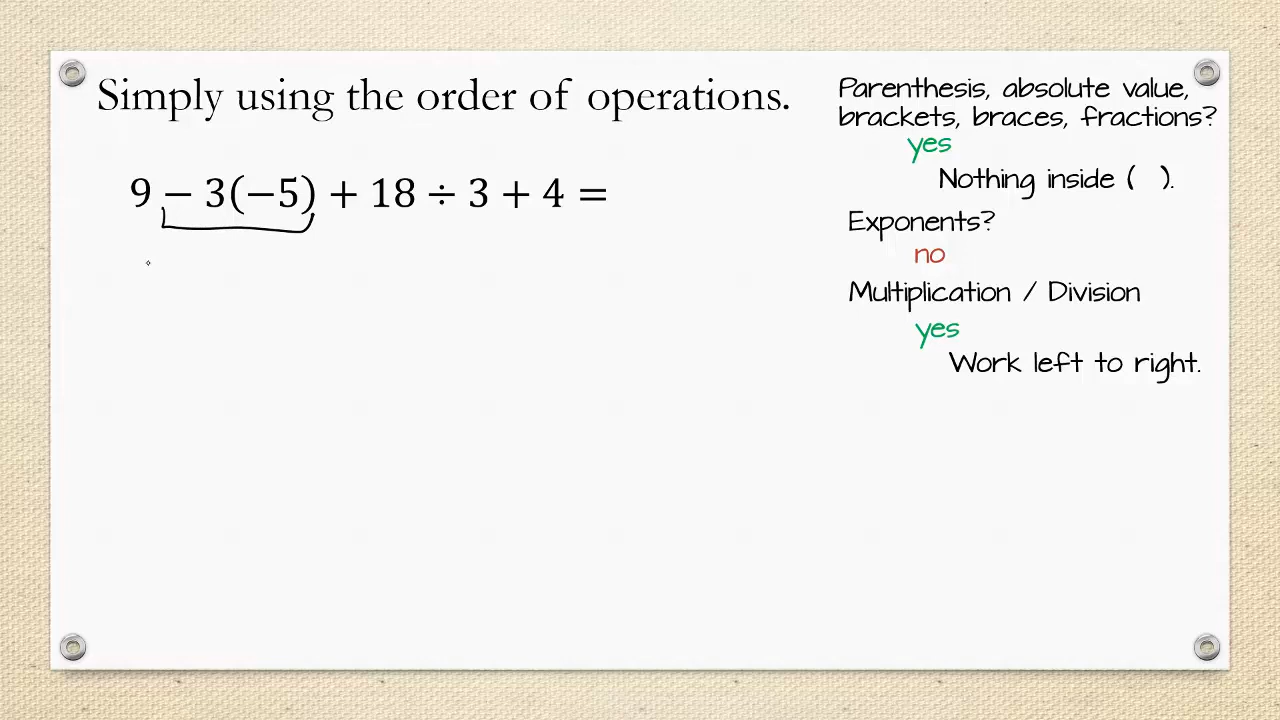 Simply using the order of operations.
9 − 3(−5) + 18 ÷ 3 + 4 =
Parenthesis, absolute value,
brackets, braces, fractions?
yes
Nothing inside ( ).
Exponents?
no
Multiplication / Division
yes
Work left to right.